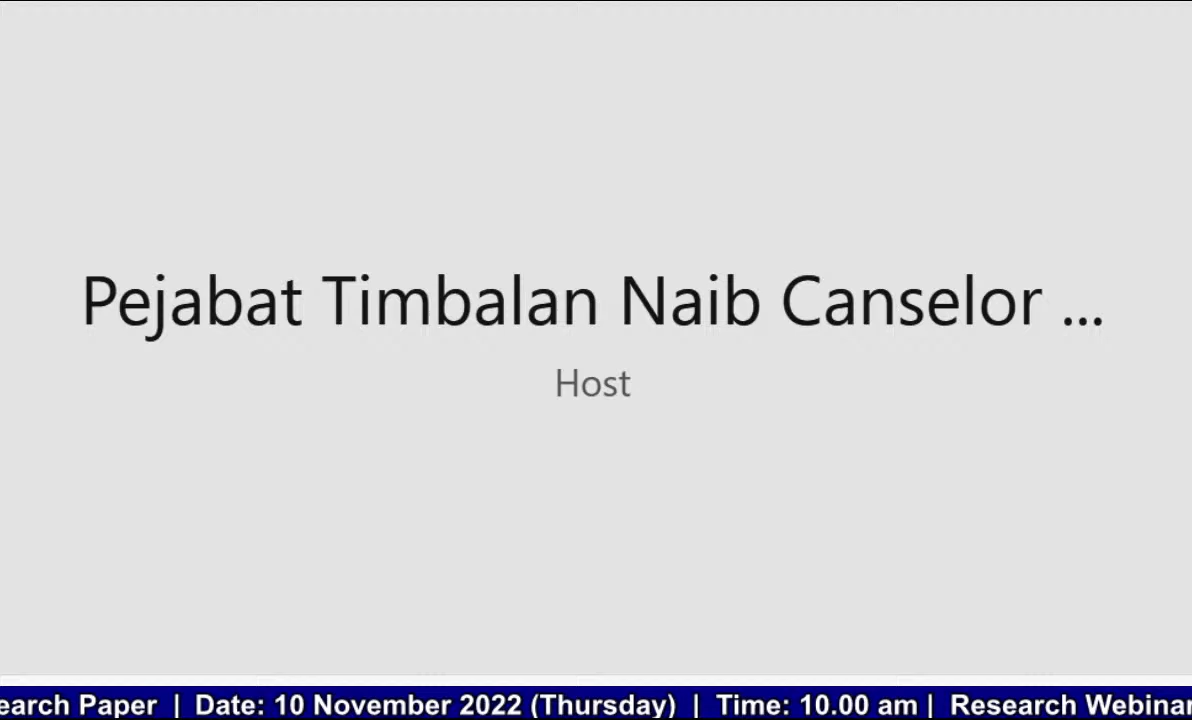 Pejabat Timbalan Naib Canselor ...
Host
earch Paper | Date: 10 November 2022 (Thursday) | Time: 10.00 am | Research Webinar